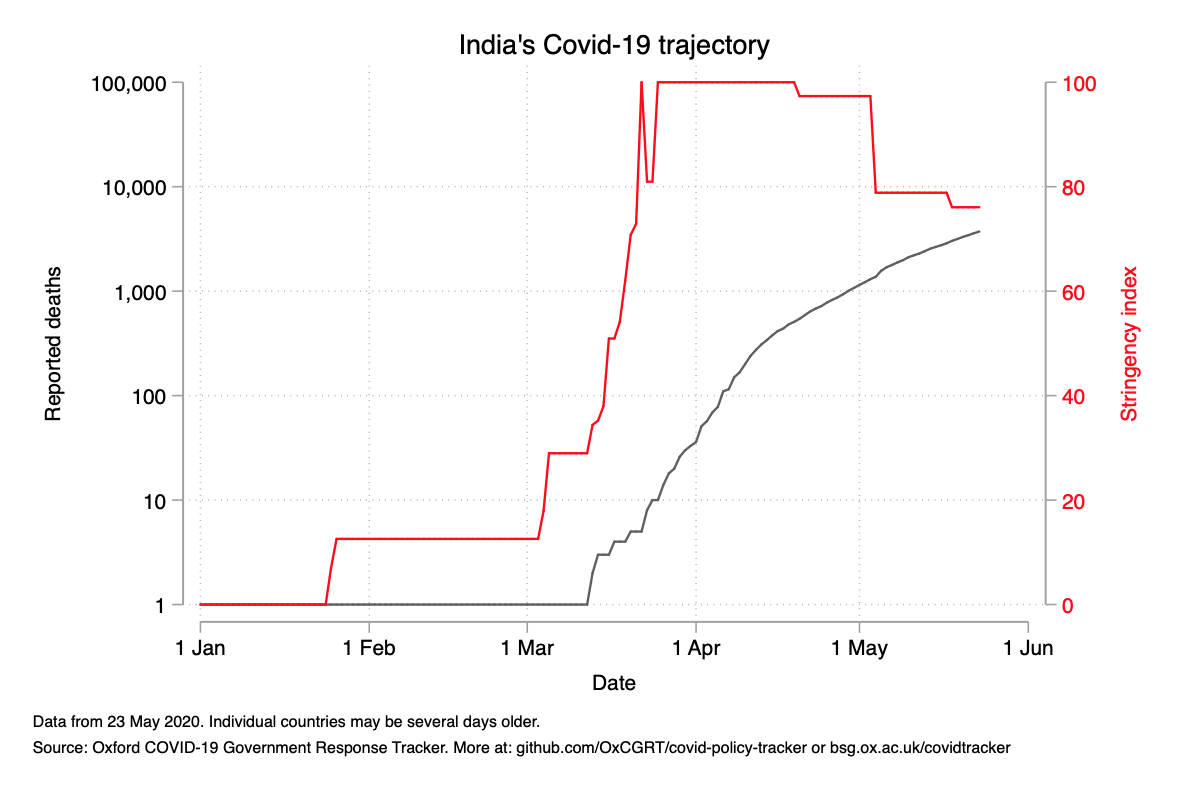 India's Covid-19 trajectory
100,000
10,000
1,000
100
10
1
Reported deaths
100
80
60
40
20
0
Stringency index
1 Jan
1 Feb
1 Mar
1 Apr
1 May
1 Jun
Date
Data from 23 May 2020. Individual countries may be several days older.
Source: Oxford COVID-19 Government Response Tracker. More at: github.com/OxCGRT/covid-policy-tracker or bsg.ox.ac.uk/covidtracker